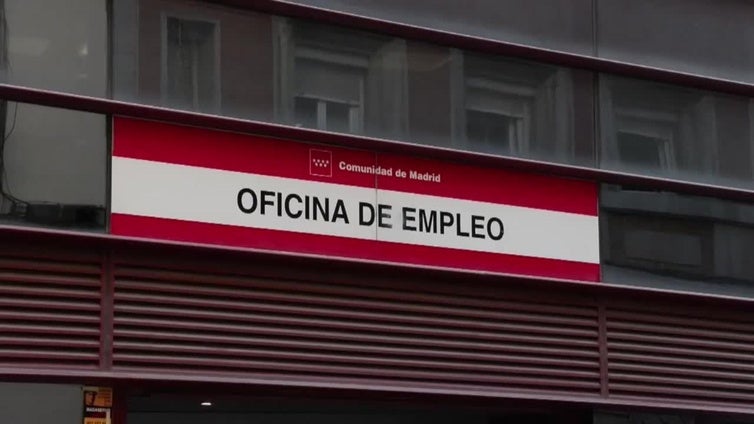 Comunidad de Madrid
OFICINA DE EMPLEO